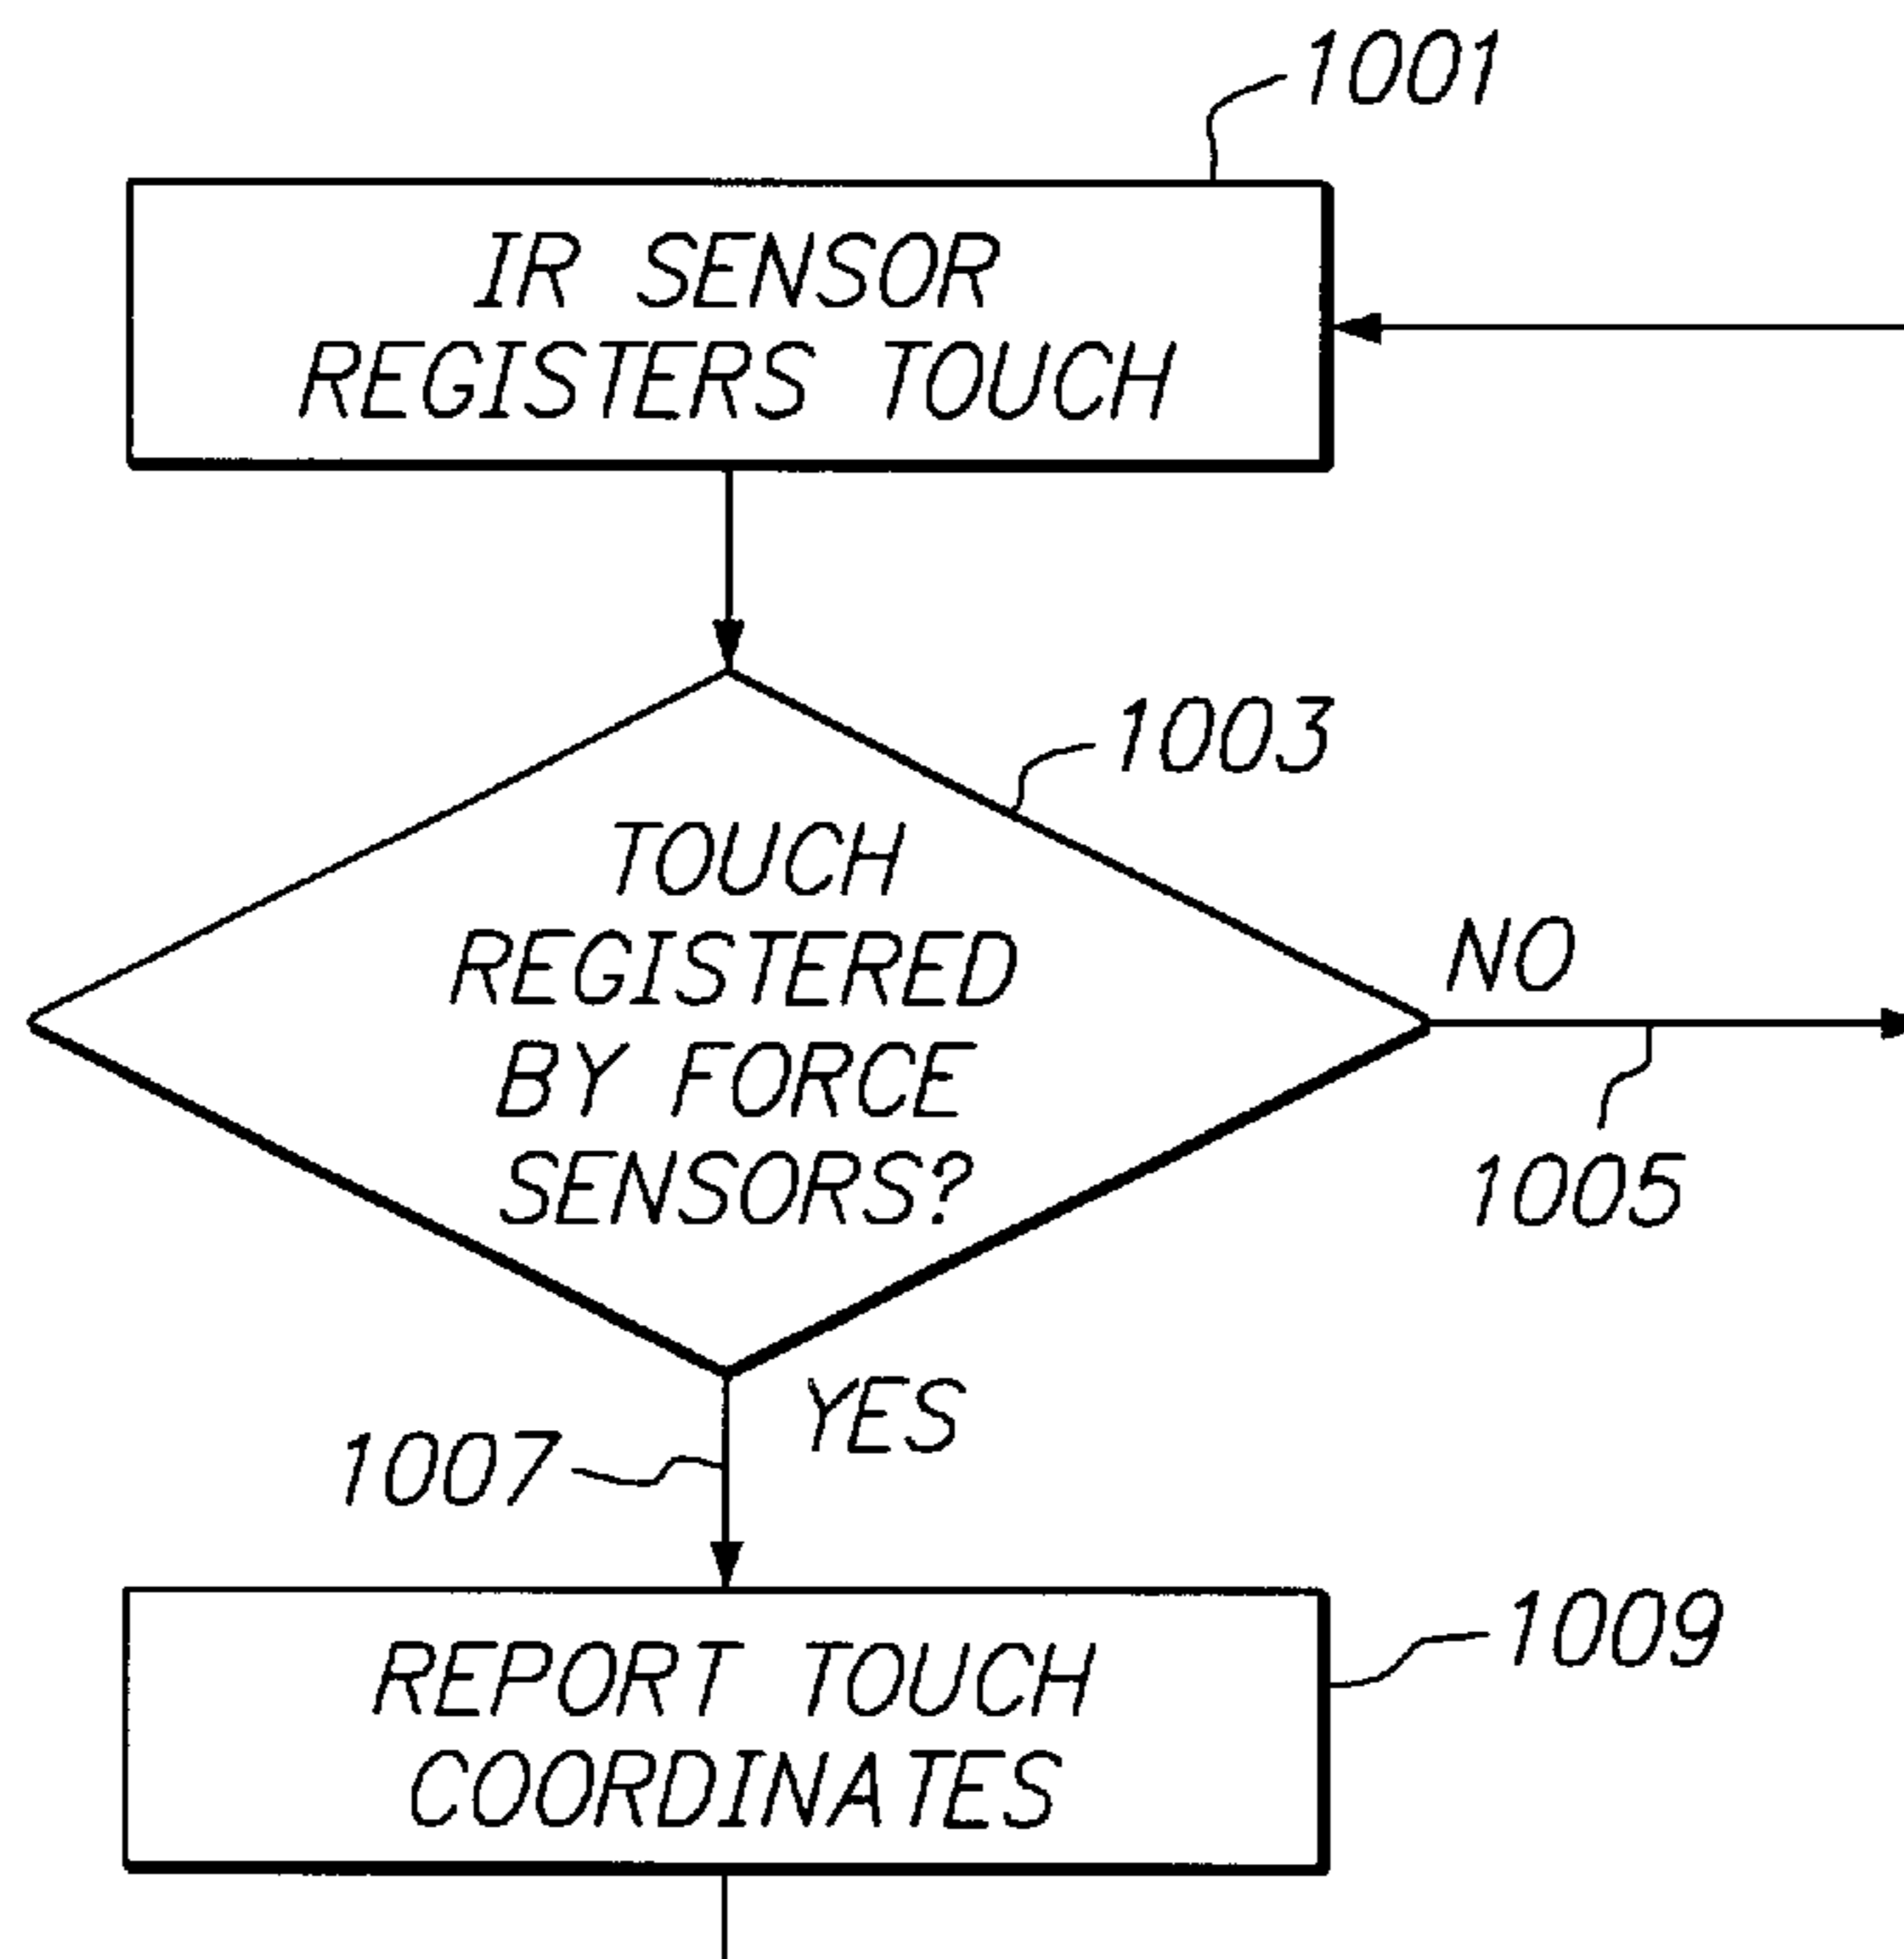 1001
IR SENSOR
REGISTERS TOUCH
1003
TOUCH
REGISTERED
BY FORCE
SENSORS?
NO
1005
YES
1007
1009
REPORT TOUCH
COORDINATES